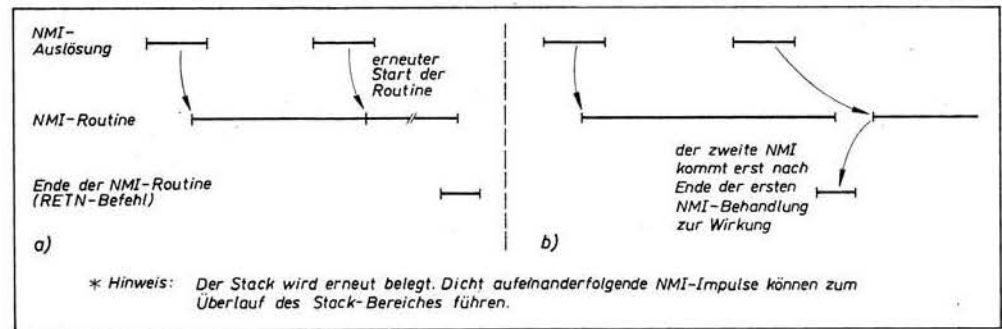 NMI-
Auslösung
erneuter
Start der
Routine
NMI-Routine
Ende der NMI-Routine
(RETN-Befehl)
a)
der zweite NMI
kommt erst nach
Ende der ersten
NMI-Behandlung
zur Wirkung
b)
* Hinweis: Der Stack wird erneut belegt. Dicht aufeinanderfolgende NMI-Impulse können zum
Überlauf des Stack-Bereiches führen.